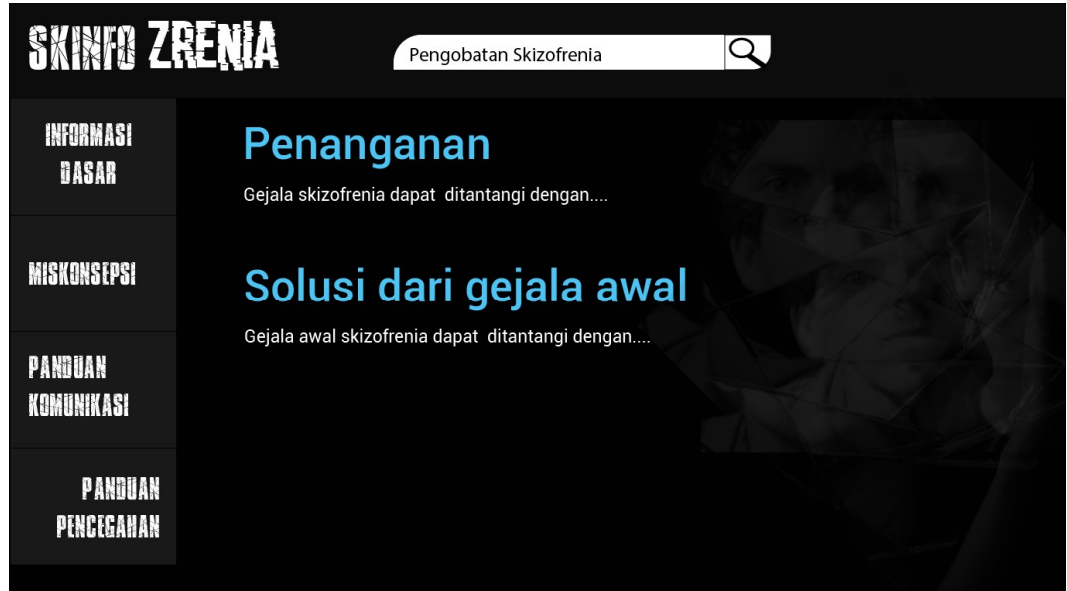 SKINFO ZRENIA
Pengobatan Skizofrenia
INFORMASI
DASAR
MISKONSEPSI
PANDUAN
KOMUNIKASI
PANDUAN
PENCEGAHAN
Penanganan
Gejala skizofrenia dapat ditantangi dengan....
Solusi dari gejala awal
Gejala awal skizofrenia dapat ditantangi dengan....